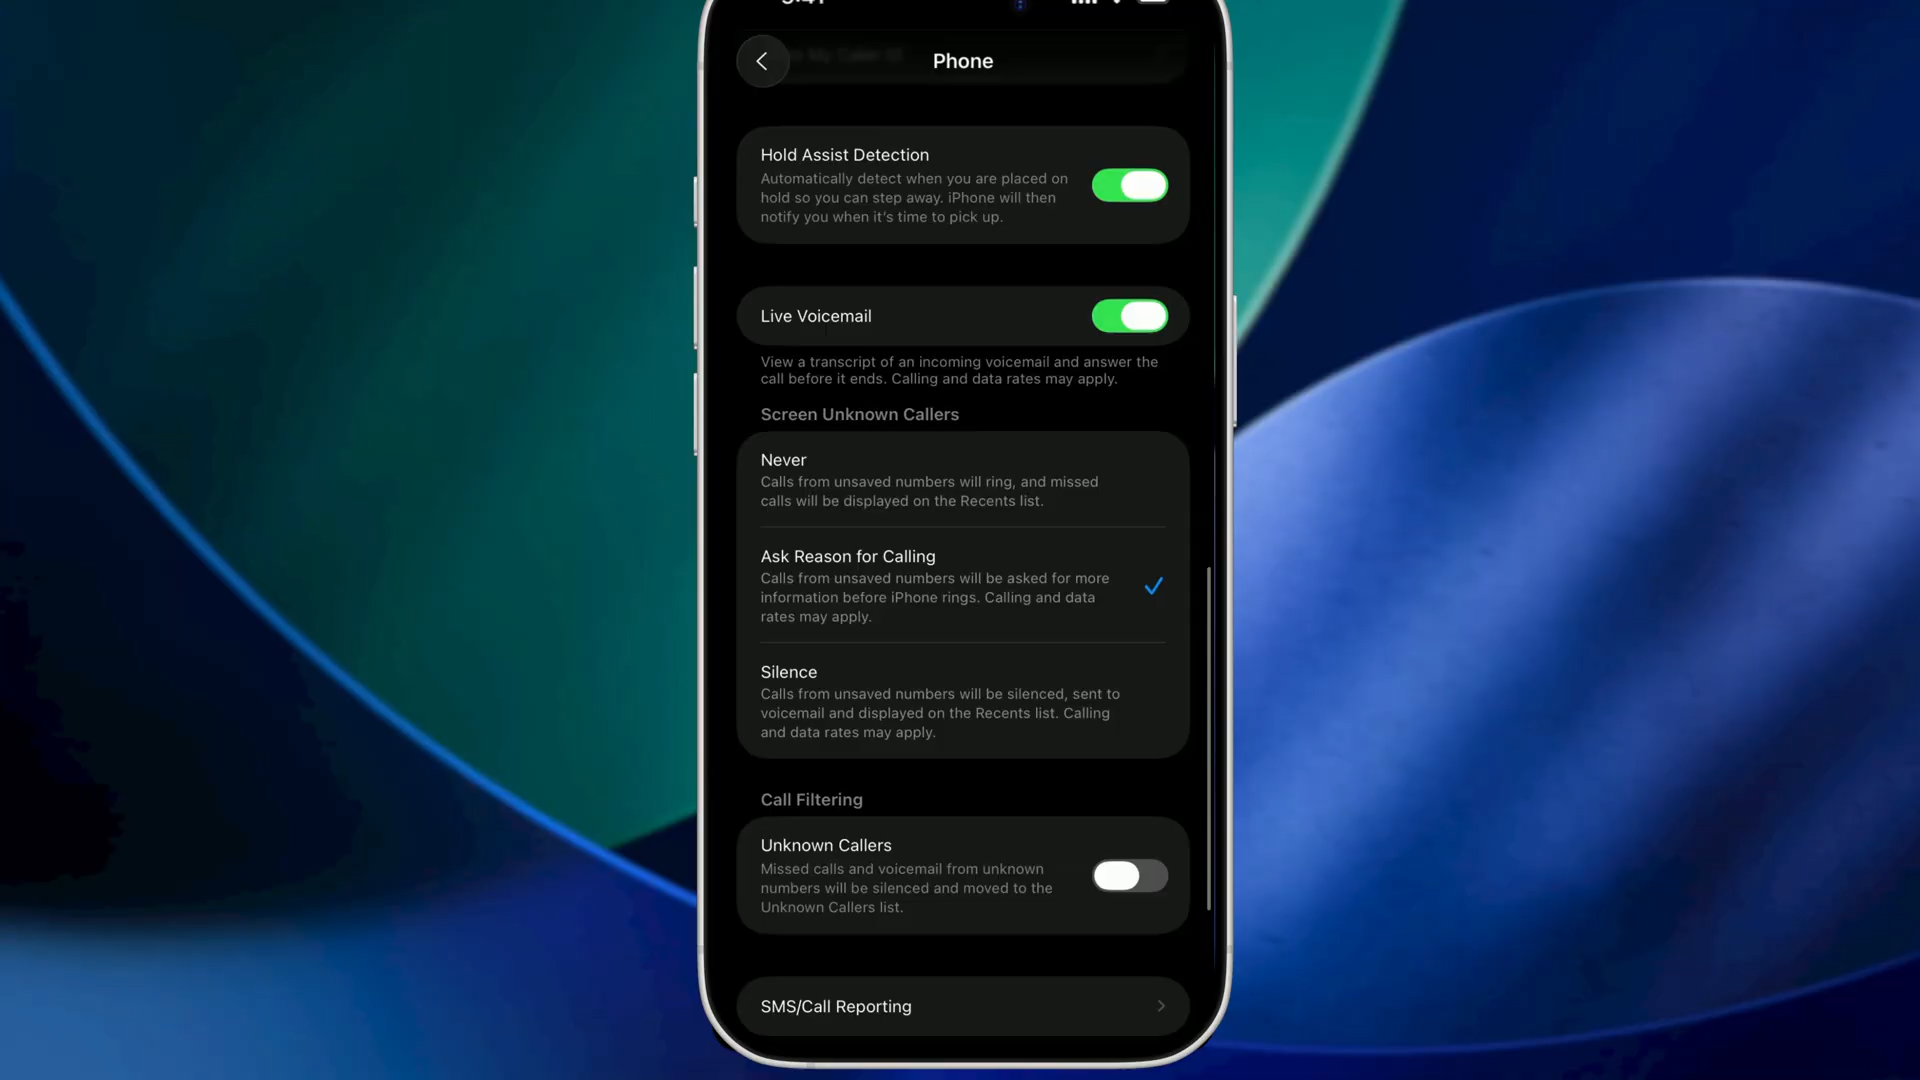 Phone
Hold Assist Detection
Automatically detect when you are placed on
hold so you can step away. iPhone will then
notify you when it's time to pick up.
Live Voicemail
View a transcript of an incoming voicemail and answer the
call before it ends. Calling and data rates may apply.
Screen Unknown Callers
Never
Calls from unsaved numbers will ring, and missed
calls will be displayed on the Recents list.
Ask Reason for Calling
Calls from unsaved numbers will be asked for more
information before iPhone rings. Calling and data
rates may apply.
Silence
Calls from unsaved numbers will be silenced, sent to
voicemail and displayed on the Recents list. Calling
and data rates may apply.
Call Filtering
Unknown Callers
Missed calls and voicemail from unknown
numbers will be silenced and moved to the
Unknown Callers list.
SMS/Call Reporting